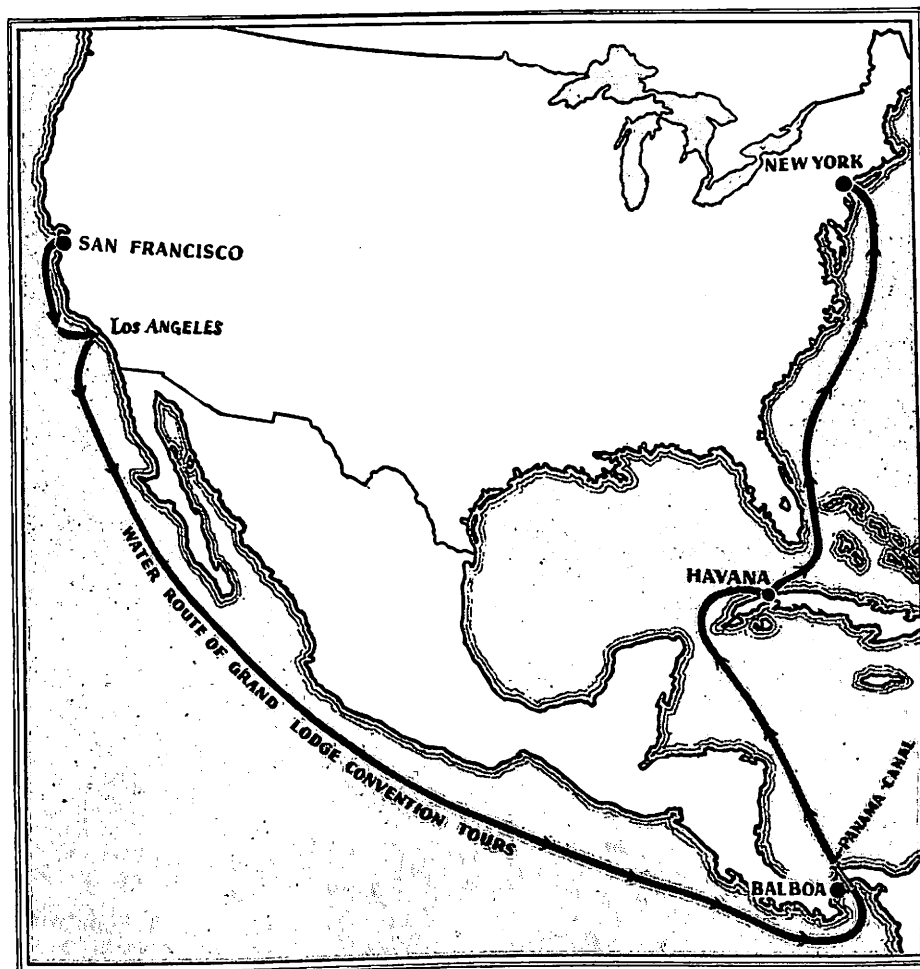 NEW YORK
SAN FRANCISCO
LOS ANGELES
HAVANA
WATER ROUTE OF GRAND LODGE CONVENTION TOURS
PANAMA CANAL
BALBOA